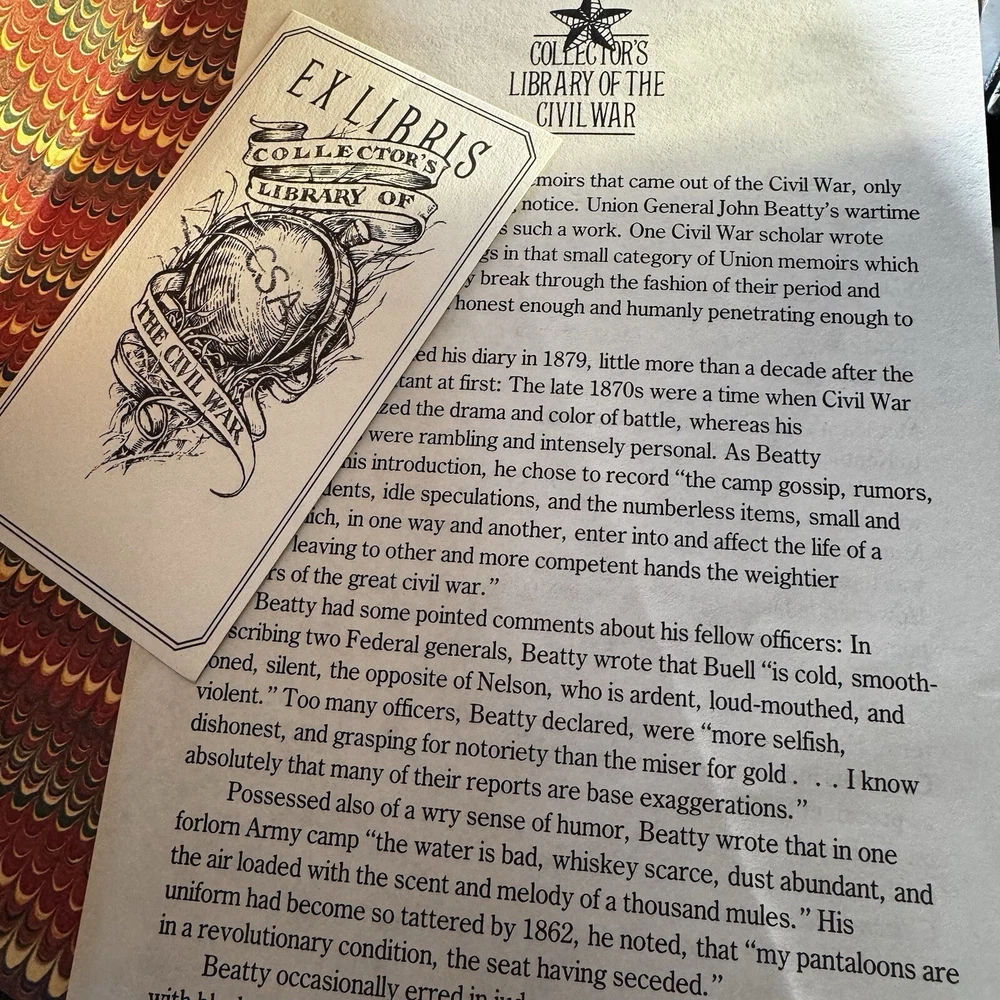 EX LIBRIS
COLLECTOR'S
LIBRARY OF
CSA
THE CIVIL WAR
COLLECTOR'S
LIBRARY OF THE
CIVIL WAR
that came out of the Civil War, only
notice. Union General John Beatty's wartime
such a work. One Civil War scholar wrote
in that small category of Union memoirs which
break through the fashion of their period and
honest enough and humanly penetrating enough to
his diary in 1879, little more than a decade after the
at first: The late 1870s were a time when Civil War
the drama and color of battle, whereas his
were rambling and intensely personal. As Beatty
his introduction, he chose to record “the camp gossip, rumors,
idle speculations, and the numberless items, small and
in one way and another, enter into and affect the life of a
leaving to other and more competent hands the weightier
of the great civil war.”
Beatty had some pointed comments about his fellow officers: In
scribing two Federal generals, Beatty wrote that Buell “is cold, smooth-
oned, silent, the opposite of Nelson, who is ardent, loud-mouthed, and
violent.” Too many officers, Beatty declared, were “more selfish,
dishonest, and grasping for notoriety than the miser for gold . . . I know
absolutely that many of their reports are base exaggerations.”
Possessed also of a wry sense of humor, Beatty wrote that in one
forlorn Army camp “the water is bad, whiskey scarce, dust abundant, and
the air loaded with the scent and melody of a thousand mules.” His
uniform had become so tattered by 1862, he noted, that “my pantaloons are
in a revolutionary condition, the seat having seceded.”
Beatty occasionally erred in
with